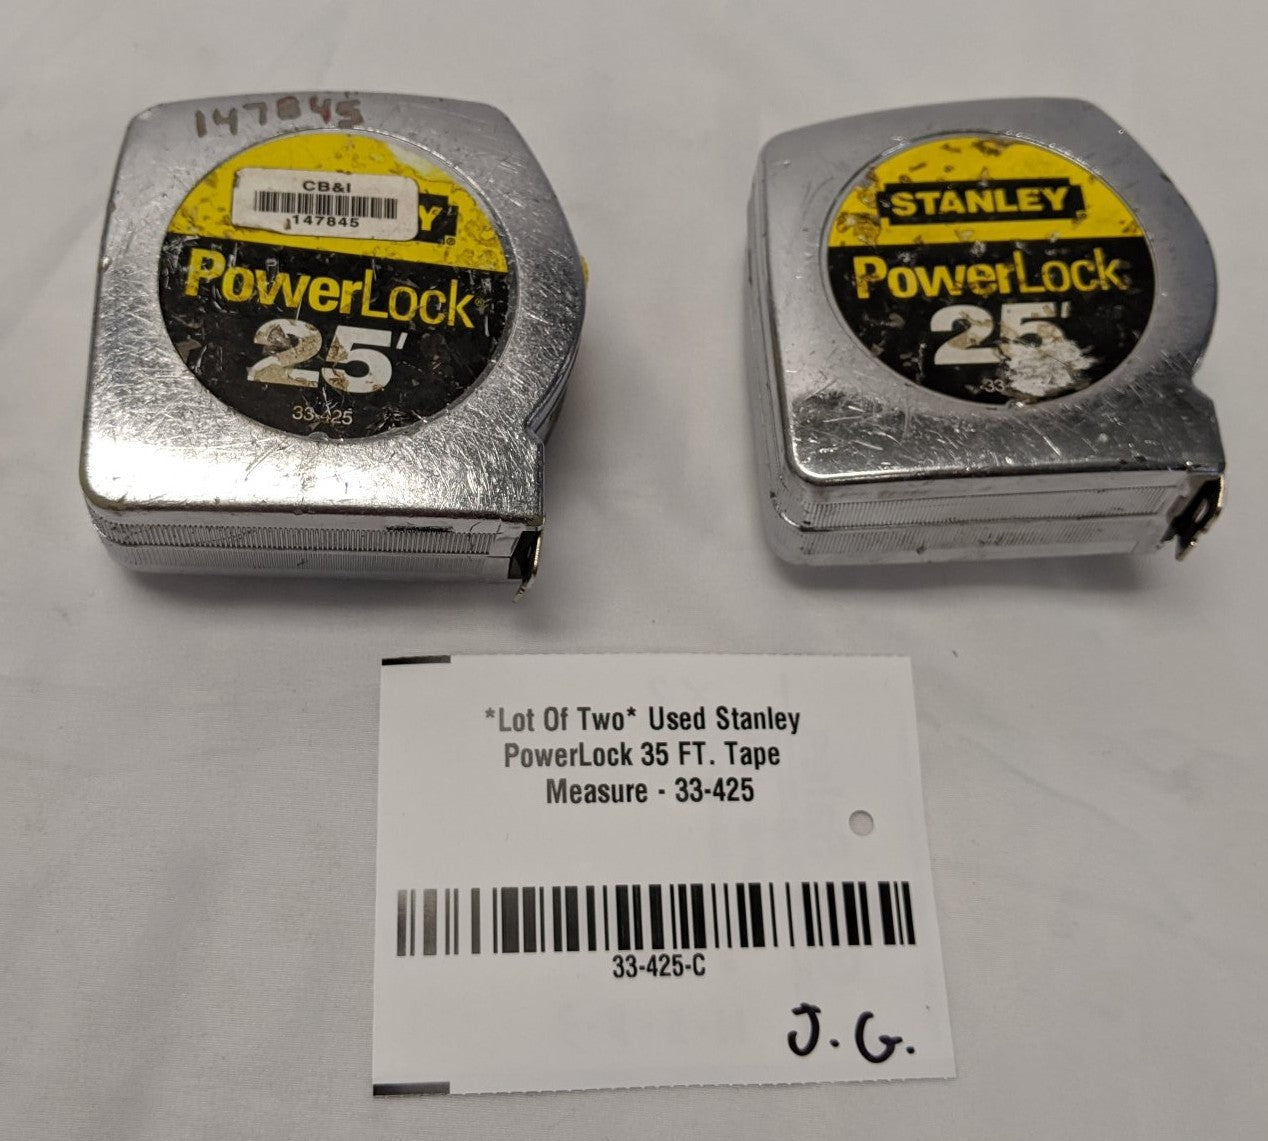 147845
CB&I
147845
PowerLock®
25'
33-425
STANLEY
PowerLock
25'
33
*Lot Of Two* Used Stanley
PowerLock 35 FT. Tape
Measure - 33-425
33-425-C
J.G.